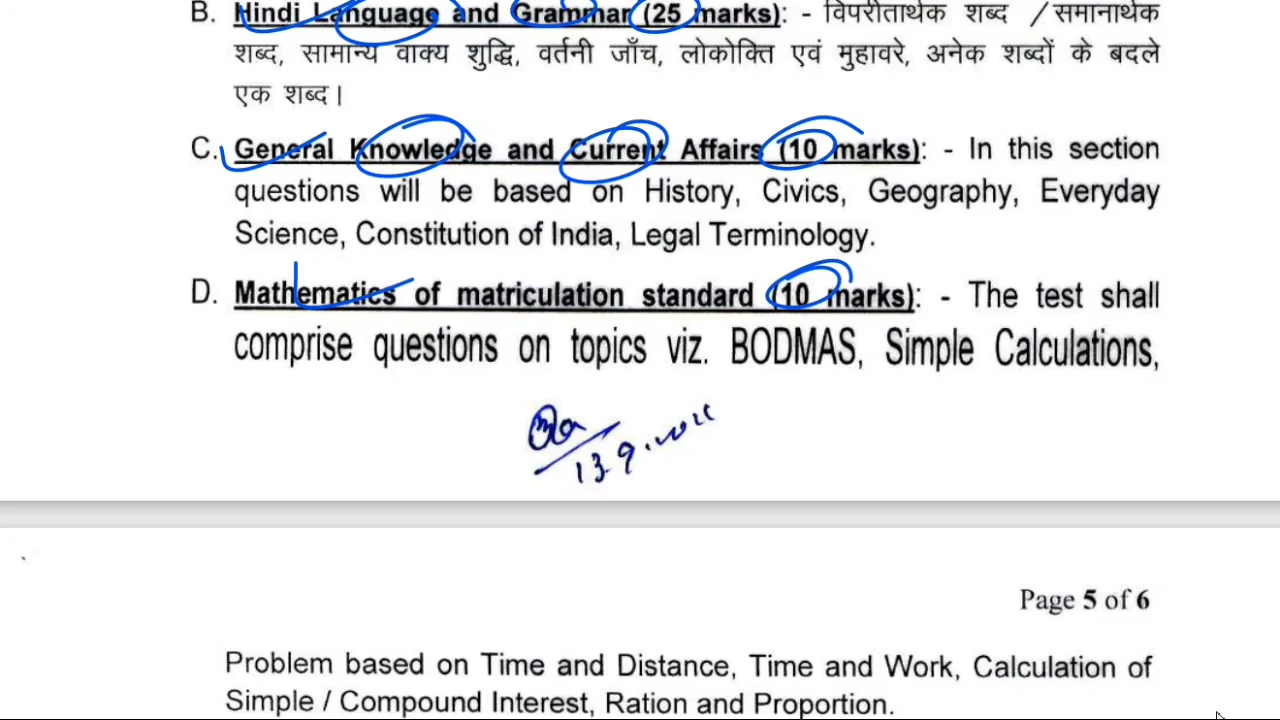 B. Hindi Language and Grammar (25 marks): - विपरीतार्थक शब्द /समानार्थक
शब्द, सामान्य वाक्य शुद्धि, वर्तनी जाँच, लोकोक्ति एवं मुहावरे, अनेक शब्दों के बदले
एक शब्द।
C. General Knowledge and Current Affairs (10 marks): - In this section
questions will be based on History, Civics, Geography, Everyday
Science, Constitution of India, Legal Terminology.
D. Mathematics of matriculation standard (10 marks): - The test shall
comprise questions on topics viz. BODMAS, Simple Calculations,
13.9.
Page 5 of 6
Problem based on Time and Distance, Time and Work, Calculation of
Simple / Compound Interest, Ration and Proportion.